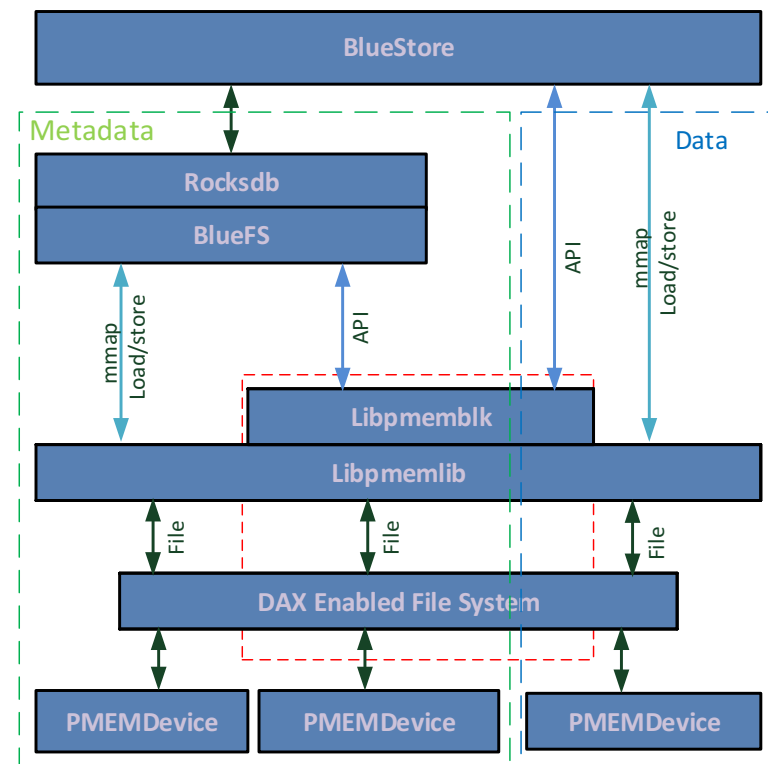 BlueStore
Metadata
Data
Rocksdb
BlueFS
mmap
Load/store
API
API
mmap
Load/store
Libpmemblk
Libpmemlib
File
File
File
DAX Enabled File System
PMEMDevice
PMEMDevice
PMEMDevice